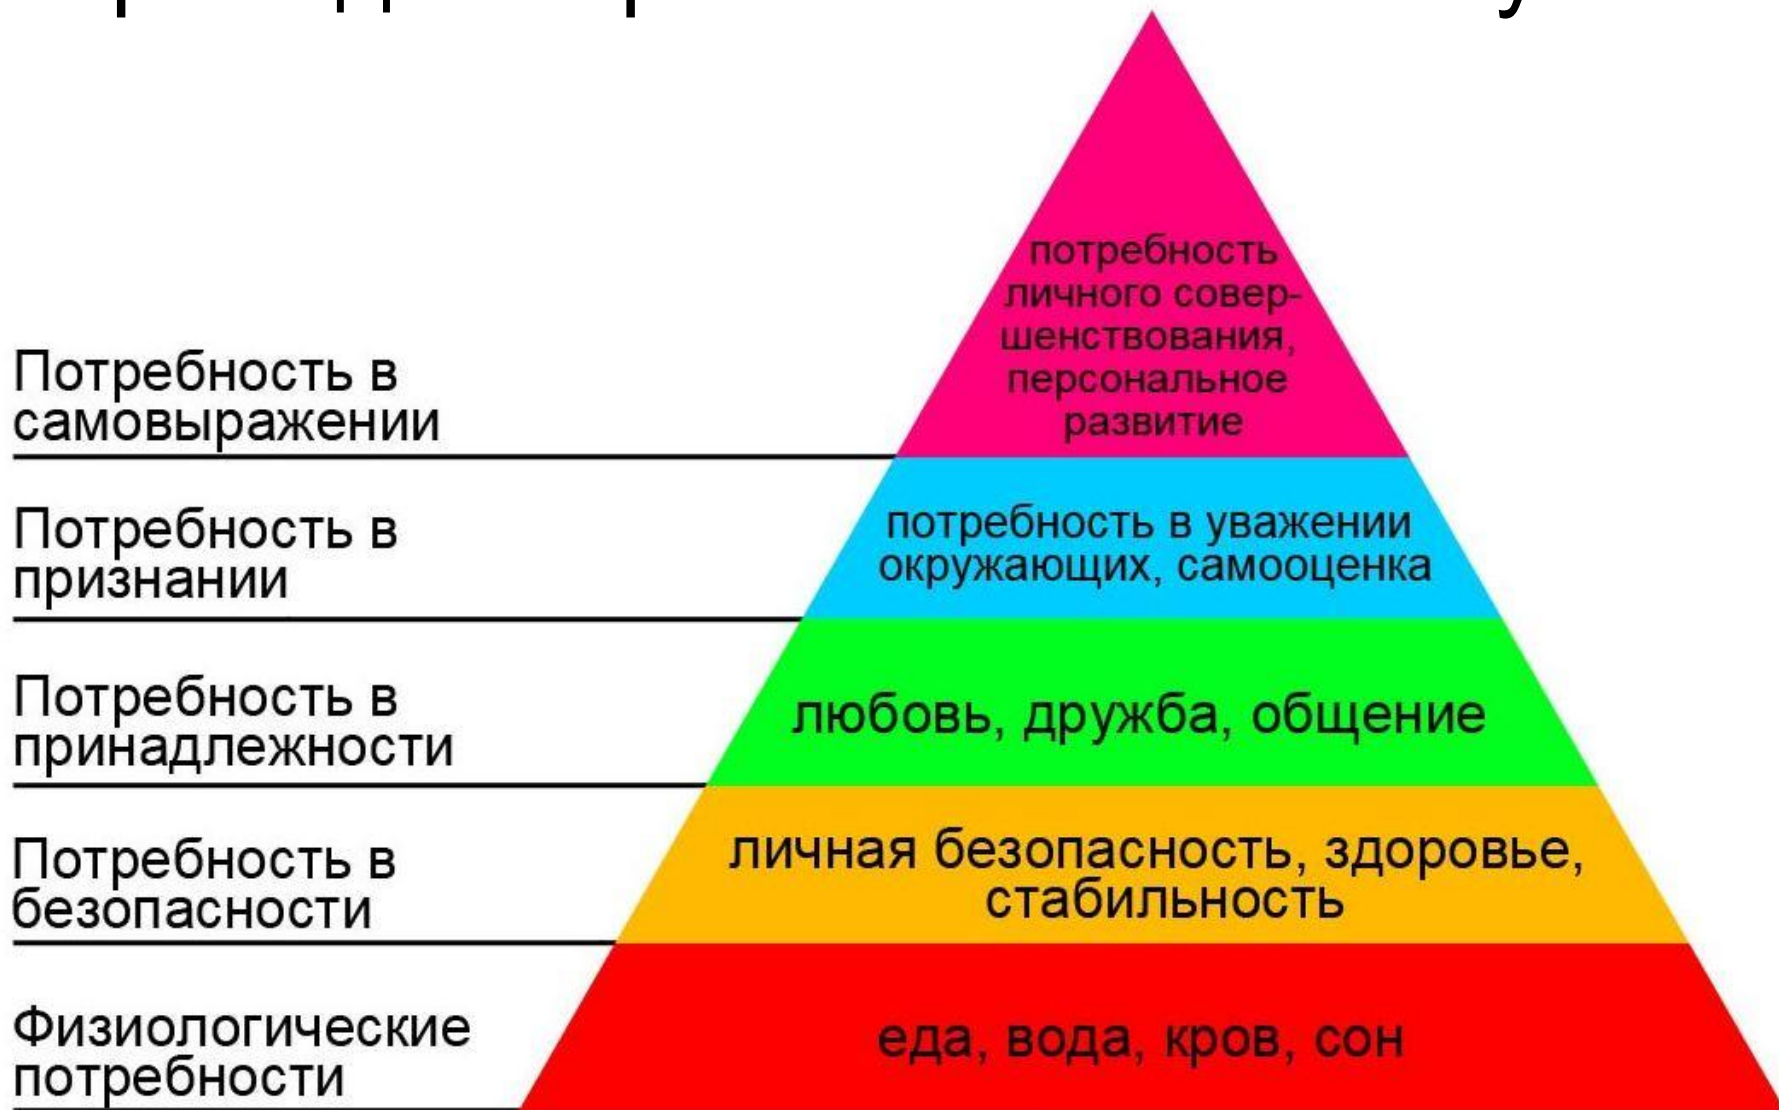 потребность
личного совер-
шенствования,
персональное
развитие
Потребность в
самовыражении
потребность в уважении
окружающих, самооценка
Потребность в
признании
любовь, дружба, общение
Потребность в
принадлежности
личная безопасность, здоровье,
стабильность
Потребность в
безопасности
еда, вода, кров, сон
Физиологические
потребности